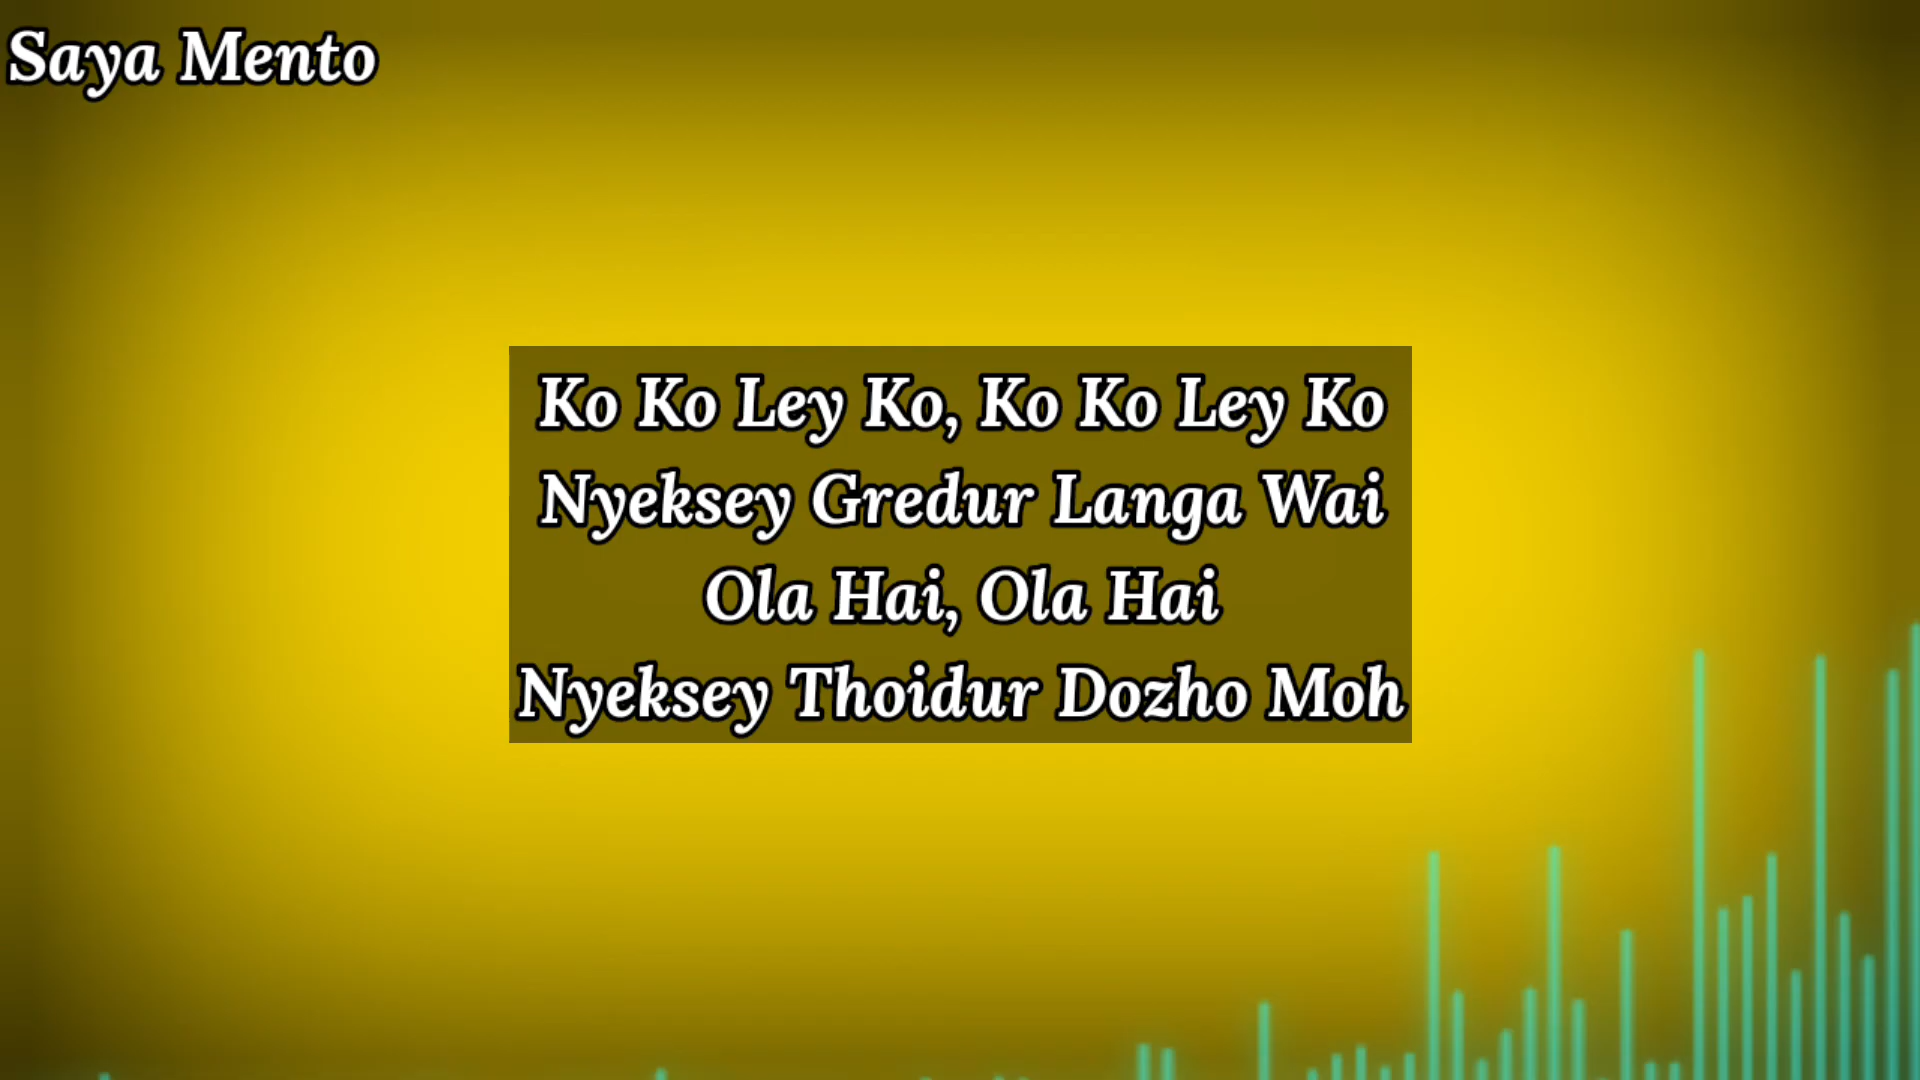 Saya Mento
Ko Ko Ley Ko, Ko Ko Ley Ko
Nyeksey Gredur Langa Wai
Ola Hai, Ola Hai
Nyeksey Thoidur Dozho Moh